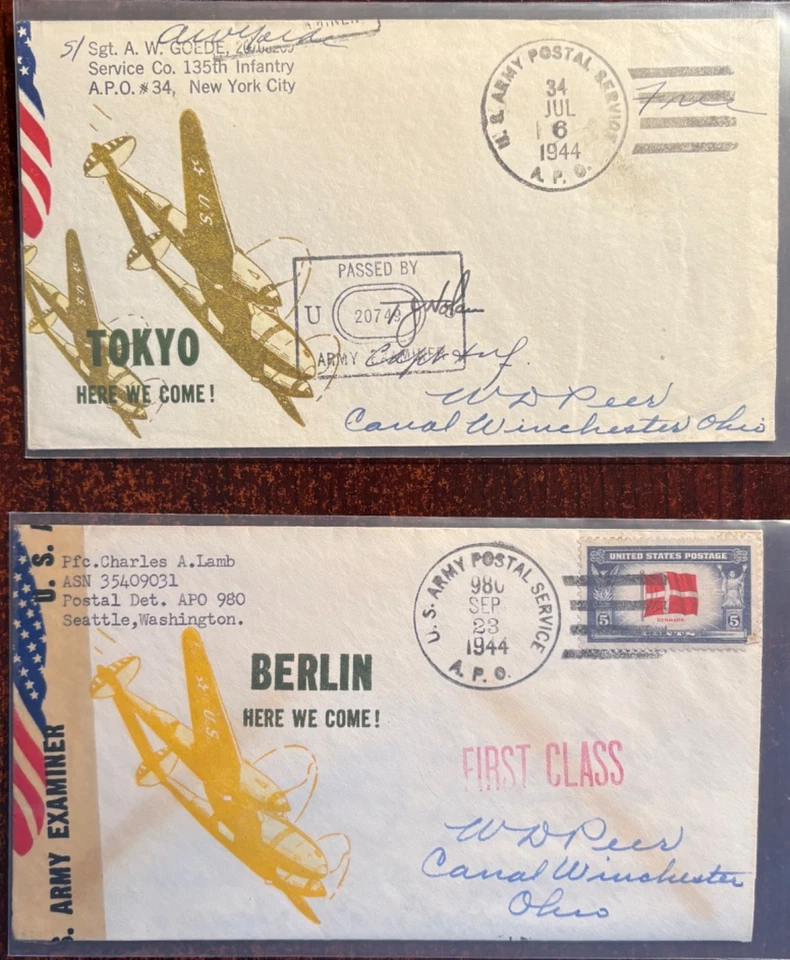 S/ Sgt. A. W. GOEDE,
Service Co. 135th Infantry
A.P.O. #34, New York City
U.S. ARMY POSTAL SERVICE
34
JUL
6
1944
A.P.O.
Free
U.S
U.S
TOKYO
HERE WE COME!
PASSED BY
U 20749 S
ARMY EXAMINER
Capt Inf.
W D Peer
Canal Winchester Ohio
U. S. A
S. ARMY EXAMINER
Pfc.Charles A.Lamb
ASN 35409031
Postal Det. APO 980
Seattle,Washington.
U.S. ARMY POSTAL SERVICE
980
SEP
23
1944
A.P.O.
UNITED STATES POSTAGE
5 5
DENMARK
CENTS
U.S
BERLIN
HERE WE COME!
FIRST CLASS
W D Peer
Canal Winchester
Ohio